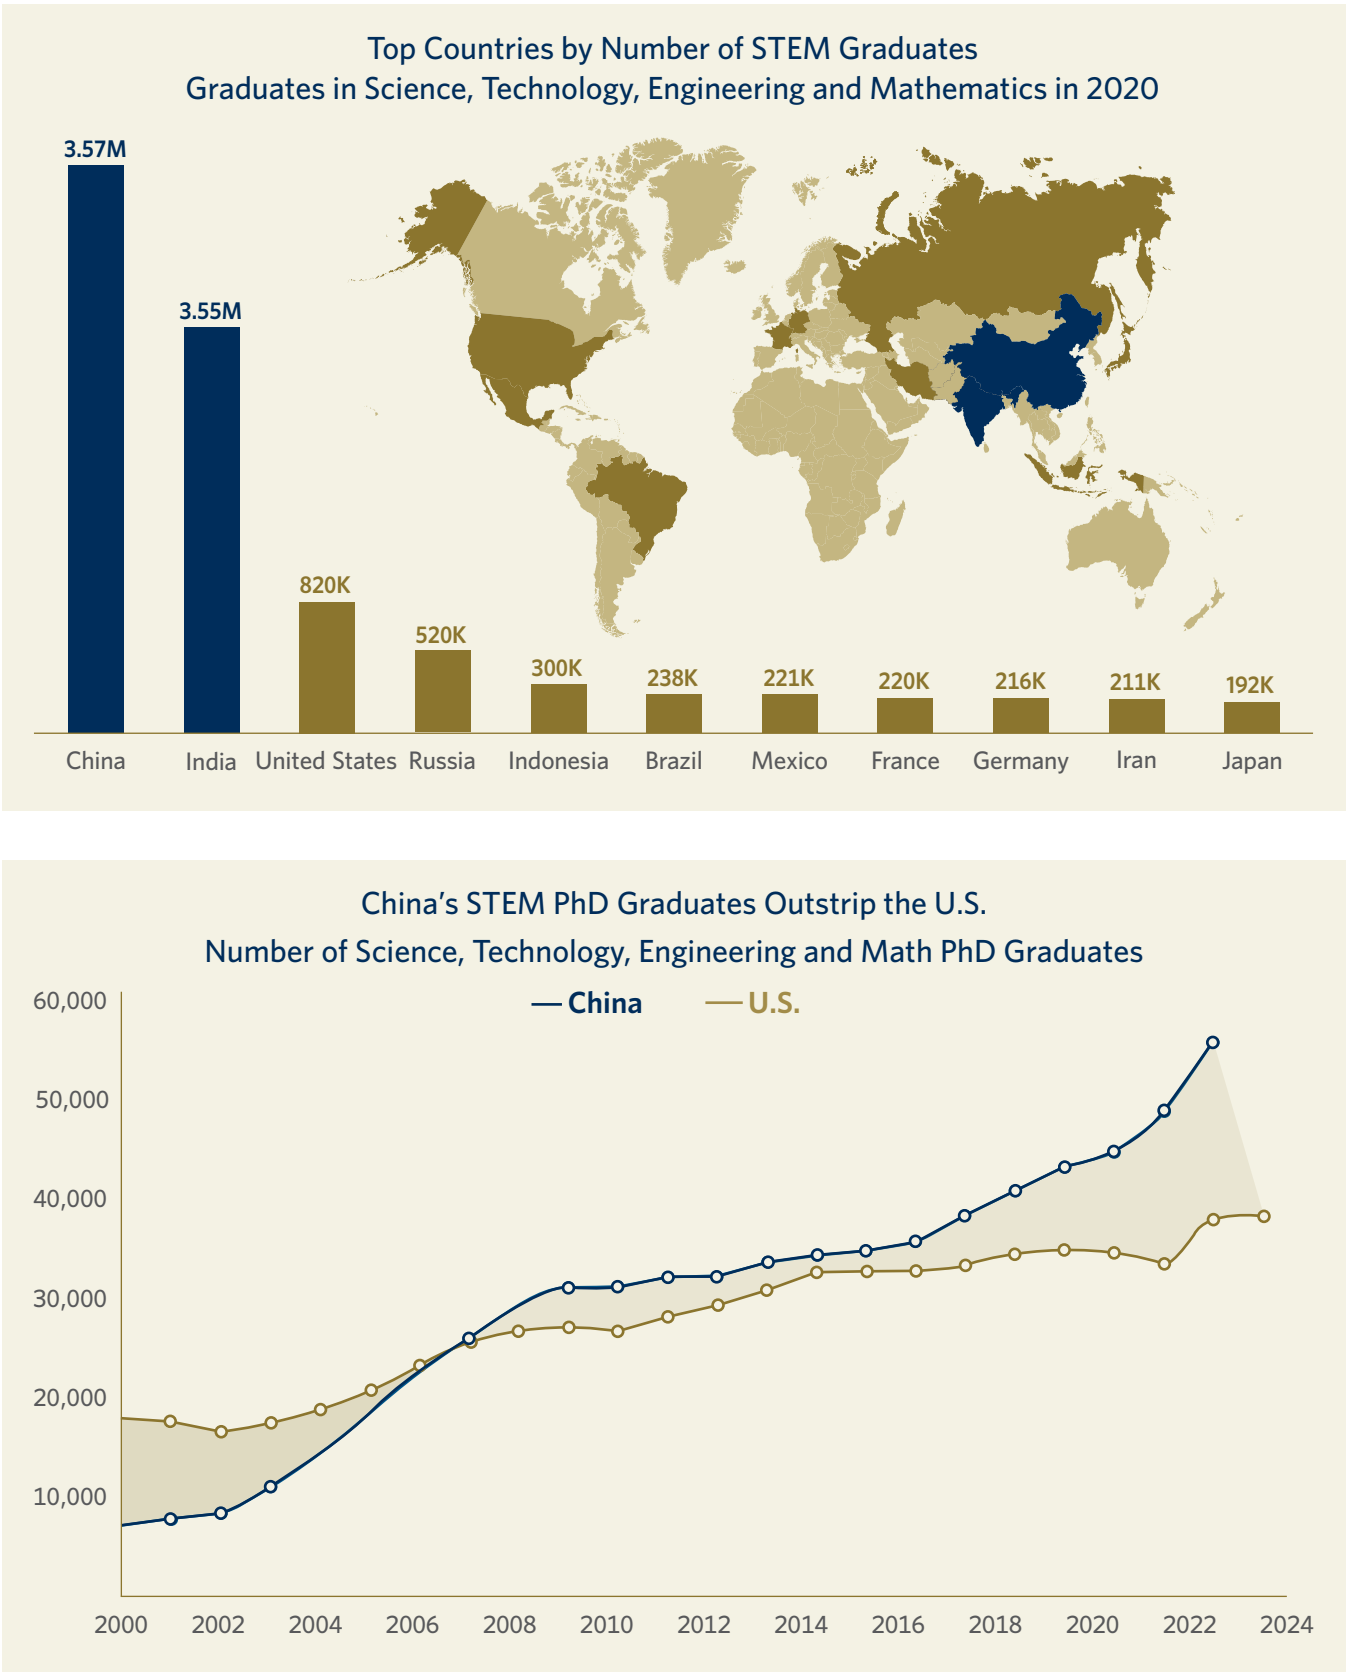 Top Countries by Number of STEM Graduates
Graduates in Science, Technology, Engineering and Mathematics in 2020
3.57M
3.55M
820K
520K
300K
238K
221K
220K
216K
211K
192K
China
India
United States
Russia
Indonesia
Brazil
Mexico
France
Germany
Iran
Japan
China's STEM PhD Graduates Outstrip the U.S.
Number of Science, Technology, Engineering and Math PhD Graduates
China
U.S.
60,000
50,000
40,000
30,000
20,000
10,000
2000
2002
2004
2006
2008
2010
2012
2014
2016
2018
2020
2022
2024